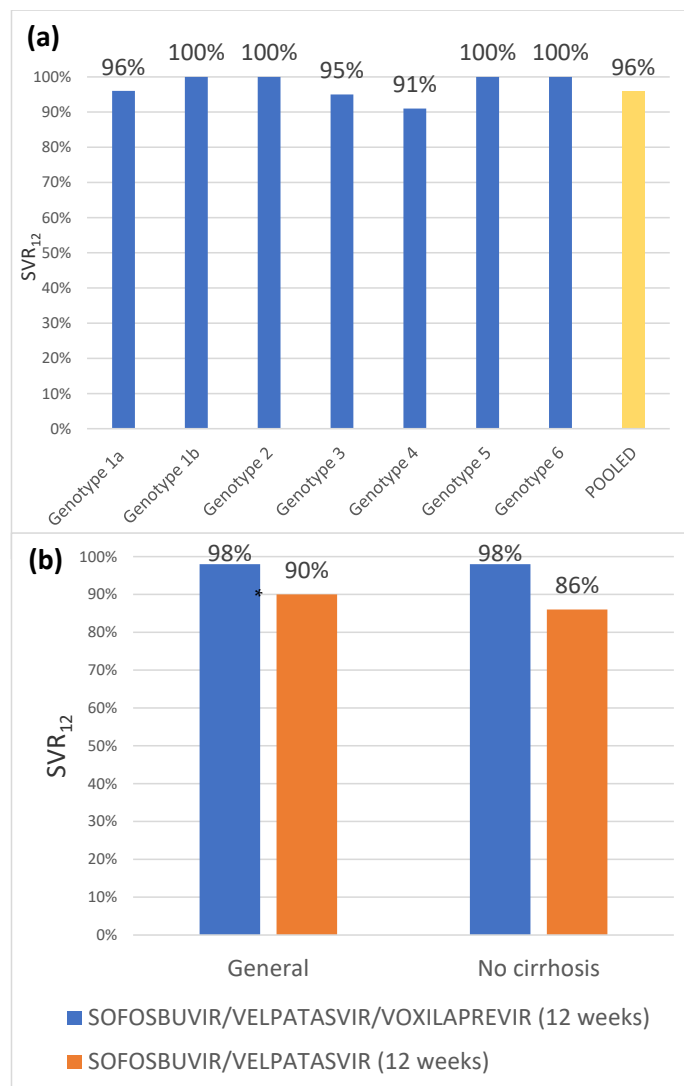 (a)
96%
100%
100%
95%
91%
100%
100%
96%
100%
90%
80%
70%
60%
50%
40%
30%
20%
10%
0%
SVR12
Genotype 1a
Genotype 1b
Genotype 2
Genotype 3
Genotype 4
Genotype 5
Genotype 6
POOLED
(b)
98%
90%
98%
86%
*
100%
90%
80%
70%
60%
50%
40%
30%
20%
10%
0%
SVR12
General
No cirrhosis
SOFOSBUVIR/VELPATASVIR/VOXILAPREVIR (12 weeks)
SOFOSBUVIR/VELPATASVIR (12 weeks)